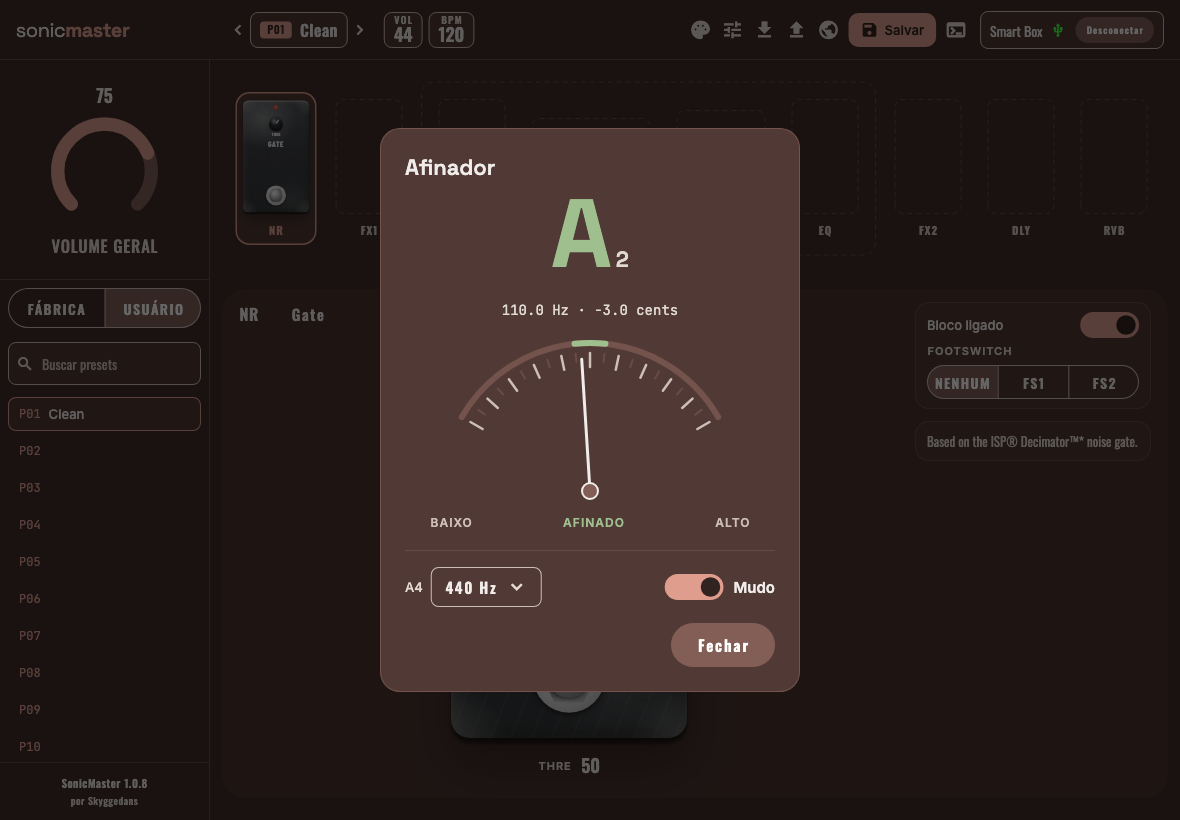 sonicmaster
P01 Clean
VOL
44
BPM
120
Salvar
Smart Box
Desconectar
75
VOLUME GERAL
GATE
NR
FX1
EQ
FX2
DLY
RVB
FÁBRICA
USUÁRIO
Buscar presets
P01 Clean
P02
P03
P04
P05
P06
P07
P08
P09
P10
SonicMaster 1.0.8
por Skyggedans
NR Gate
Bloco ligado
FOOTSWITCH
NENHUM FS1 FS2
Based on the ISP® Decimator™* noise gate.
Afinador
A2
110.0 Hz · -3.0 cents
BAIXO AFINADO ALTO
A4 440 Hz
Mudo
Fechar
THRE 50